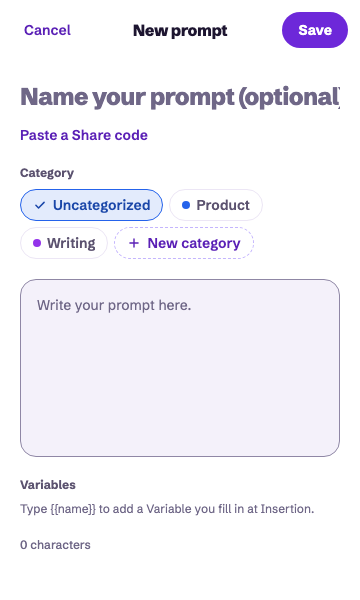 Cancel
New prompt
Save
Name your prompt (optional)
Paste a Share code
Category
Uncategorized
Product
Writing
+ New category
Write your prompt here.
Variables
Type {{name}} to add a Variable you fill in at Insertion.
0 characters